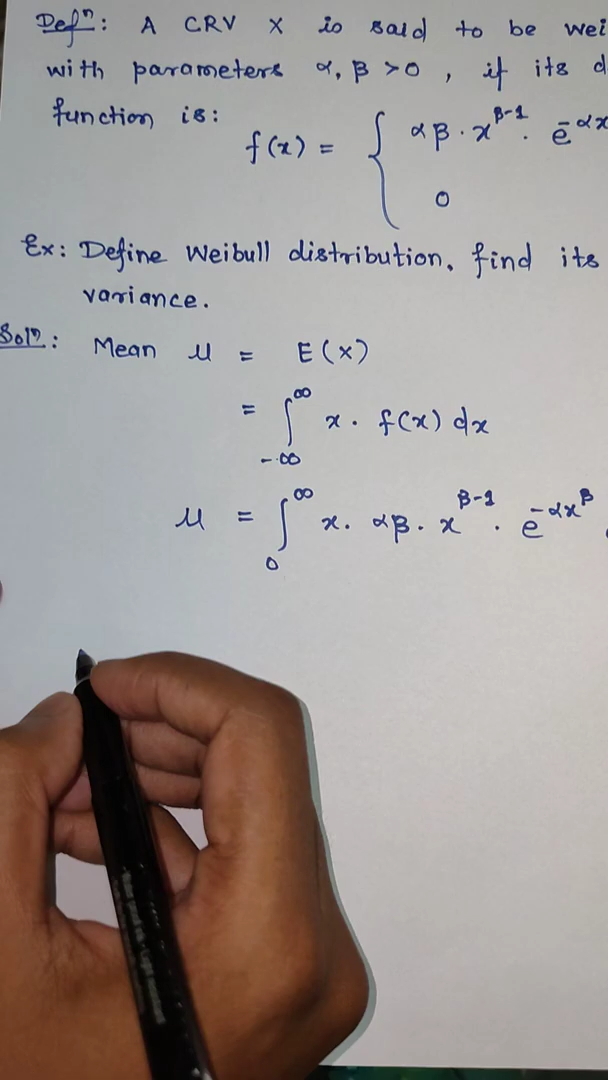 Defⁿ: A CRV X is said to be wei
with parameters α, β > 0 , if its d
function is:
f(x) = { αβ · x^{β-1} · e^{-αx
0
Ex: Define Weibull distribution. find its
variance.
Solⁿ: Mean μ = E(x)
= ∫_{-∞}^{∞} x · f(x) dx
μ = ∫_{0}^{∞} x · αβ · x^{β-1} · e^{-αx^β}